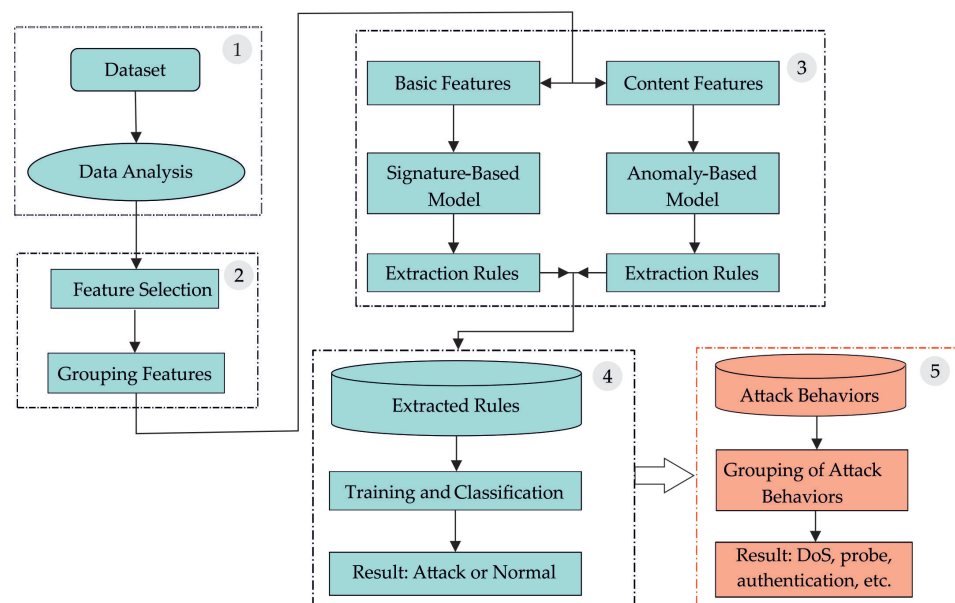 1
Dataset
Data Analysis
2
Feature Selection
Grouping Features
3
Basic Features
Content Features
Signature-Based
Model
Anomaly-Based
Model
Extraction Rules
Extraction Rules
4
Extracted Rules
Training and Classification
Result: Attack or Normal
5
Attack Behaviors
Grouping of Attack
Behaviors
Result: DoS, probe,
authentication, etc.